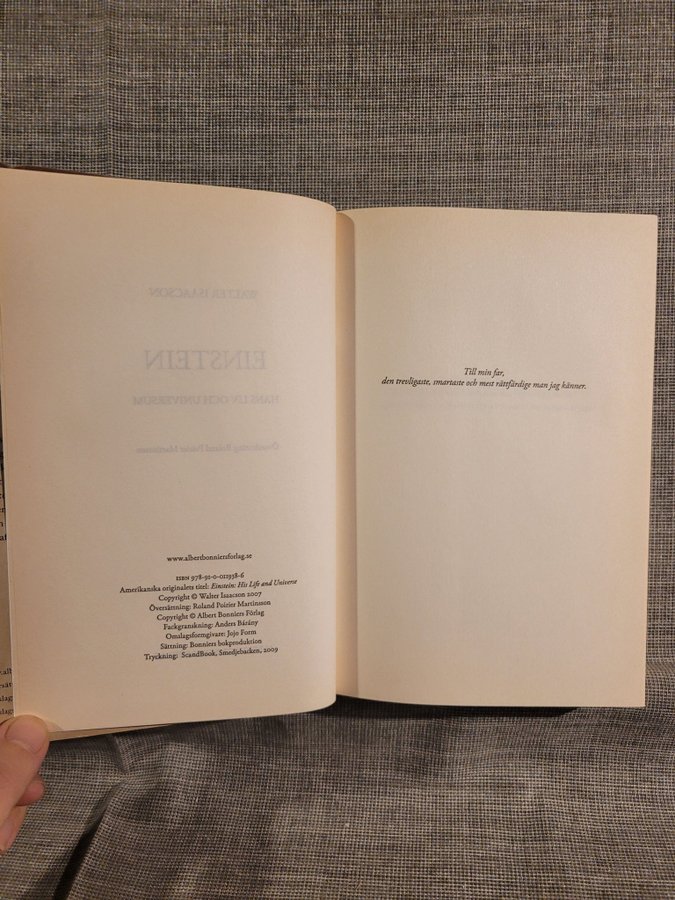 WALTER ISAACSON
EINSTEIN
HANS LIV OCH UNIVERSUM
Översättning Roland Poirier Martinsson
www.albertbonniersforlag.se
ISBN 978-91-0-011938-6
Amerikanska originalets titel: Einstein: His Life and Universe
Copyright © Walter Isaacson 2007
Översättning: Roland Poirier Martinsson
Copyright © Albert Bonniers Förlag
Fackgranskning: Anders Bárány
Omslagsformgivare: Jojo Form
Sättning: Bonniers bokproduktion
Tryckning: ScandBook, Smedjebacken, 2009
Till min far,
den trevligaste, smartaste och mest rättfärdige man jag känner.